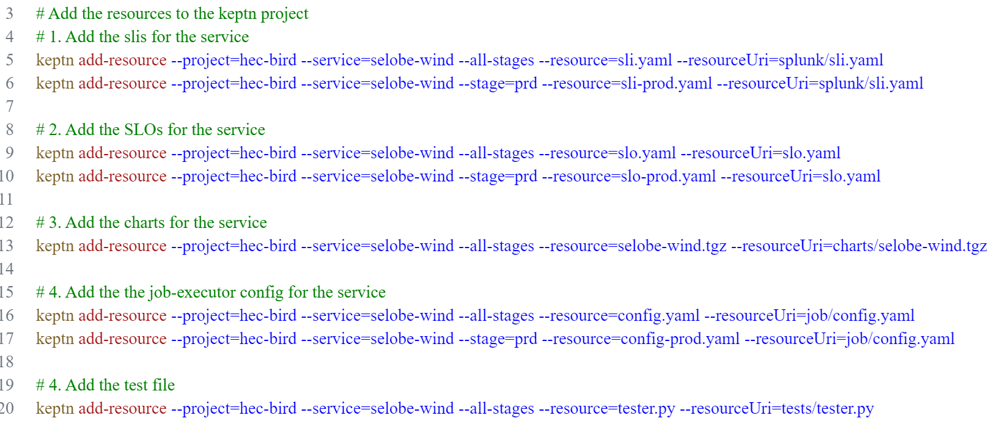 3 # Add the resources to the keptn project
4 # 1. Add the slis for the service
5 keptn add-resource --project=hec-bird --service=selobe-wind --all-stages --resource=sli.yaml --resourceUri=splunk/sli.yaml
6 keptn add-resource --project=hec-bird --service=selobe-wind --stage=prd --resource=sli-prod.yaml --resourceUri=splunk/sli.yaml
7
8 # 2. Add the SLOs for the service
9 keptn add-resource --project=hec-bird --service=selobe-wind --all-stages --resource=slo.yaml --resourceUri=slo.yaml
10 keptn add-resource --project=hec-bird --service=selobe-wind --stage=prd --resource=slo-prod.yaml --resourceUri=slo.yaml
11
12 # 3. Add the charts for the service
13 keptn add-resource --project=hec-bird --service=selobe-wind --all-stages --resource=selobe-wind.tgz --resourceUri=charts/selobe-wind.tgz
14
15 # 4. Add the the job-executor config for the service
16 keptn add-resource --project=hec-bird --service=selobe-wind --all-stages --resource=config.yaml --resourceUri=job/config.yaml
17 keptn add-resource --project=hec-bird --service=selobe-wind --stage=prd --resource=config-prod.yaml --resourceUri=job/config.yaml
18
19 # 4. Add the test file
20 keptn add-resource --project=hec-bird --service=selobe-wind --all-stages --resource=tester.py --resourceUri=tests/tester.py